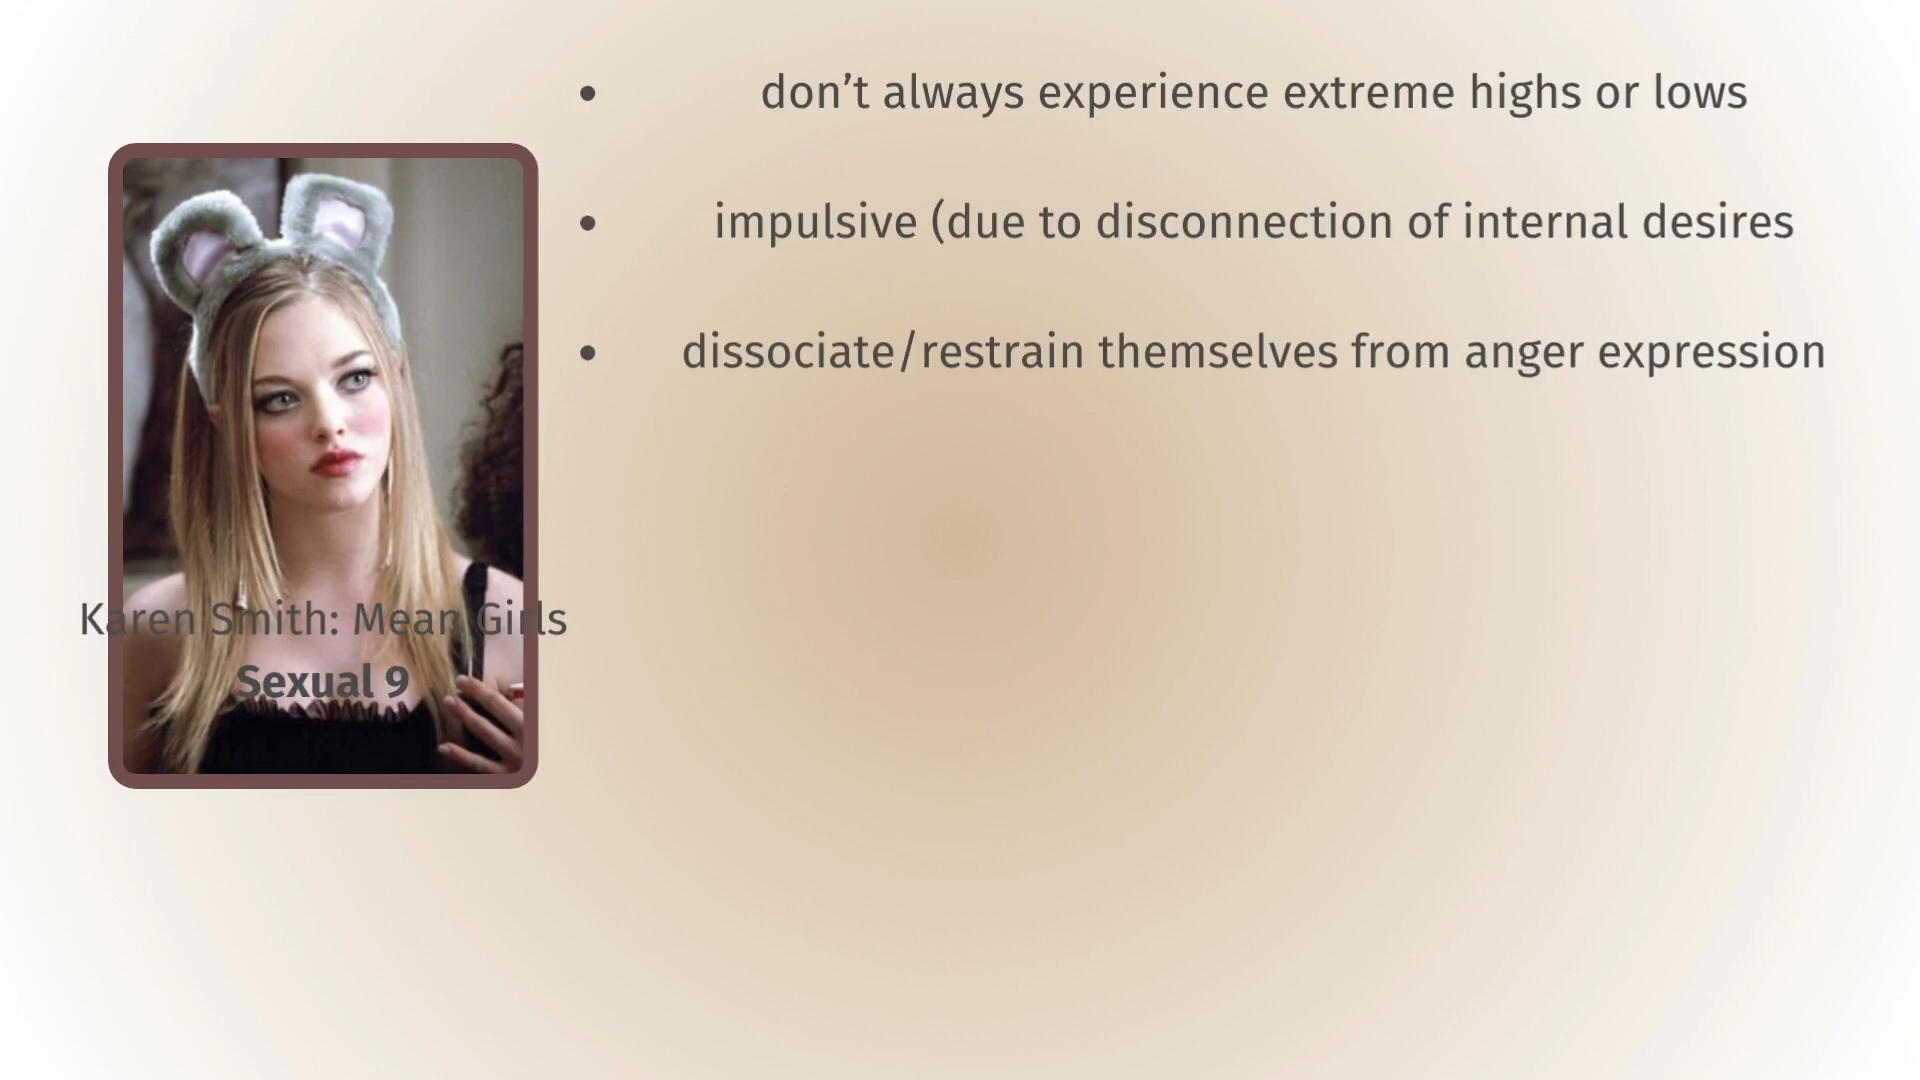 • don’t always experience extreme highs or lows
• impulsive (due to disconnection of internal desires
• dissociate/restrain themselves from anger expression
Karen Smith: Mean Girls
Sexual 9